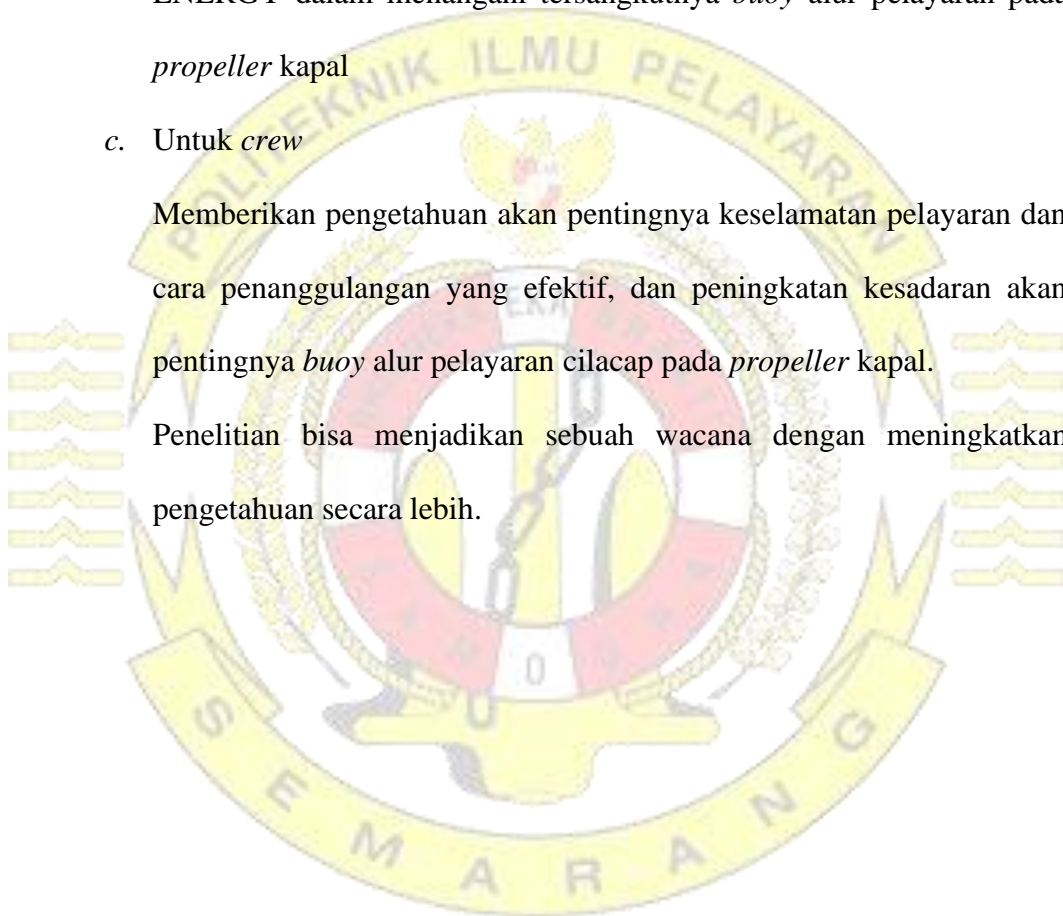 ENERGY dalam menangani tersangkutnya buoy alur pelayaran pada
propeller kapal
c. Untuk crew
Memberikan pengetahuan akan pentingnya keselamatan pelayaran dan
cara penanggulangan yang efektif, dan peningkatan kesadaran akan
pentingnya buoy alur pelayaran cilacap pada propeller kapal.
Penelitian bisa menjadikan sebuah wacana dengan meningkatkan
pengetahuan secara lebih.
POLITEKNIK ILMU PELAYARAN
SEMARANG